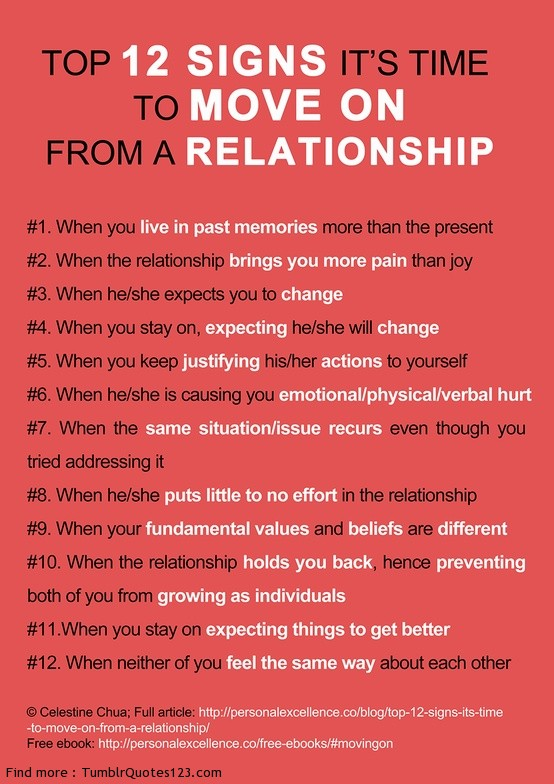 TOP 12 SIGNS IT'S TIME
TO MOVE ON
FROM A RELATIONSHIP
#1. When you live in past memories more than the present
#2. When the relationship brings you more pain than joy
#3. When he/she expects you to change
#4. When you stay on, expecting he/she will change
#5. When you keep justifying his/her actions to yourself
#6. When he/she is causing you emotional/physical/verbal hurt
#7. When the same situation/issue recurs even though you
tried addressing it
#8. When he/she puts little to no effort in the relationship
#9. When your fundamental values and beliefs are different
#10. When the relationship holds you back, hence preventing
both of you from growing as individuals
#11.When you stay on expecting things to get better
#12. When neither of you feel the same way about each other
© Celestine Chua; Full article: http://personalexcellence.co/blog/top-12-signs-its-time
-to-move-on-from-a-relationship/
Free ebook: http://personalexcellence.co/free-ebooks/#movingon
Find more : TumblrQuotes123.com